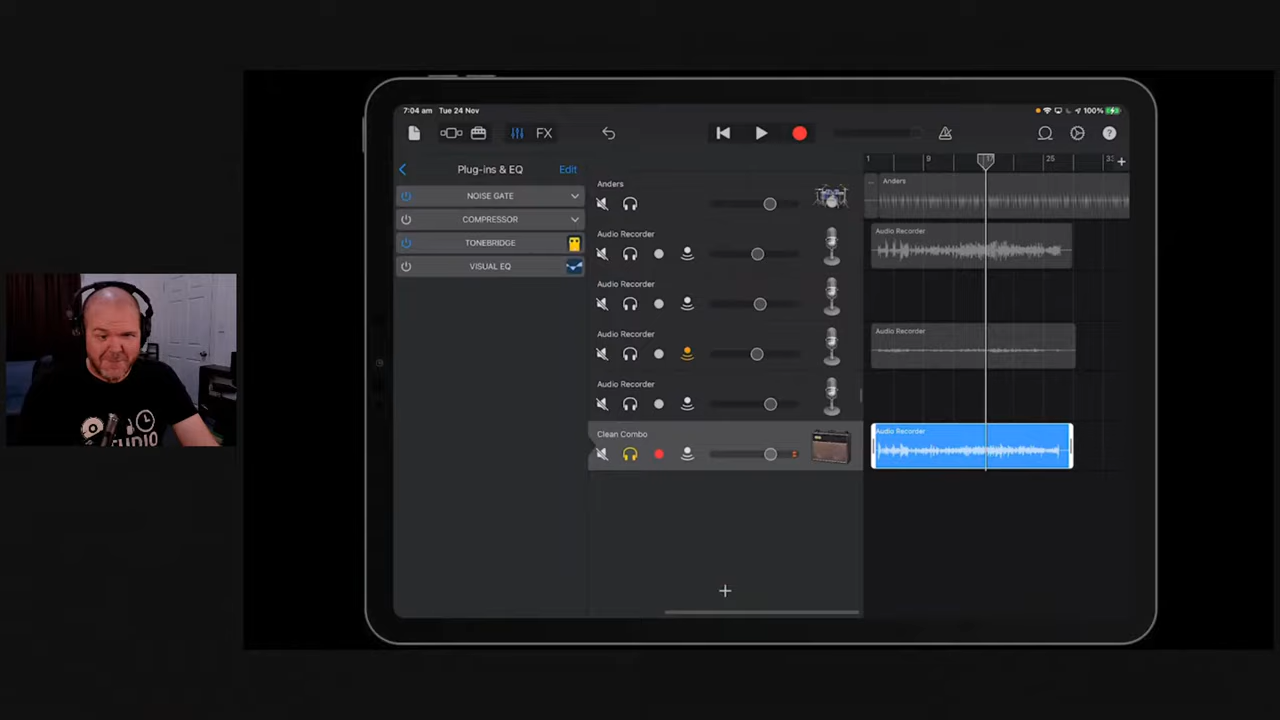 7:04 am Tue 24 Nov
100%
FX
Plug-ins & EQ
Edit
NOISE GATE
COMPRESSOR
TONEBRIDGE
VISUAL EQ
Anders
Audio Recorder
Audio Recorder
Audio Recorder
Audio Recorder
Clean Combo
1
9
17
25
33
Anders
Audio Recorder
Audio Recorder
Audio Recorder